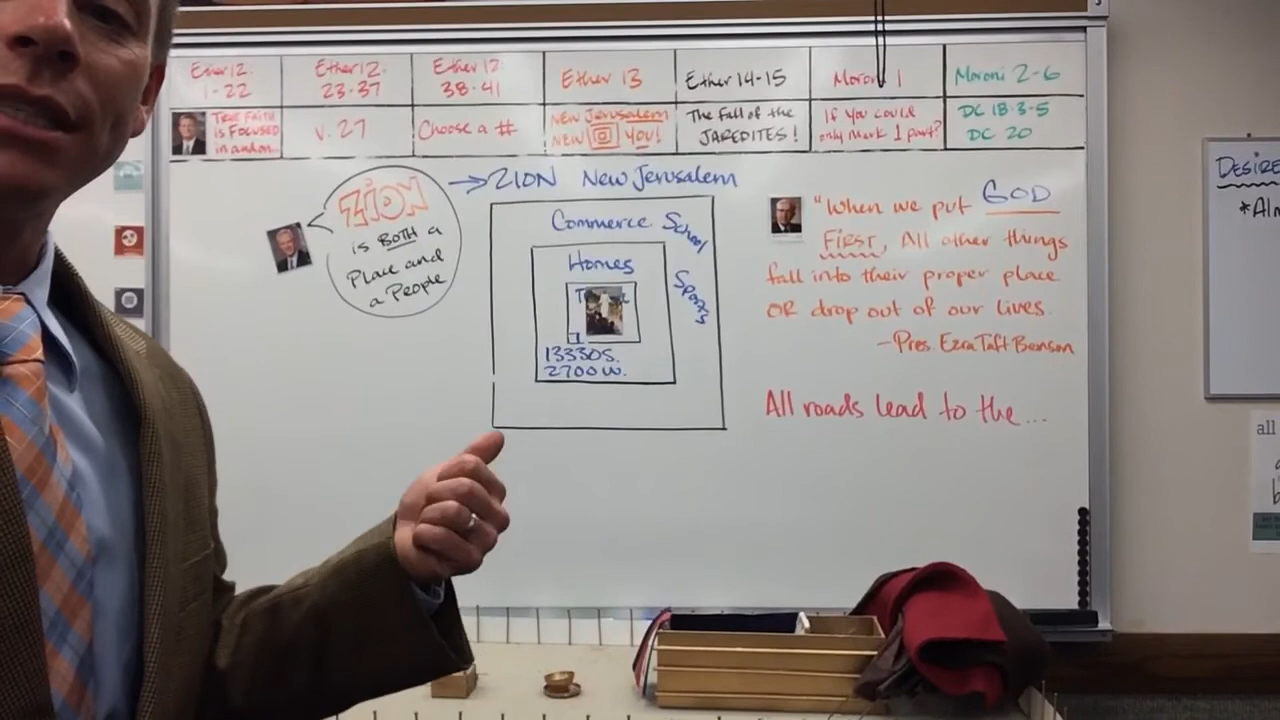 Ether 12: 1-22
Ether 12: 23-37
Ether 12: 38-41
Ether 13
Ether 14-15
Moroni 1
Moroni 2-6
TRUE FAITH
is FOCUSED
in and on..
v. 27
Choose a #
NEW Jerusalem
NEW YOU!
The Fall of the
JAREDITES!
If you could
only mark 1 part?
DC 18:3-5
DC 20
ZION
is BOTH a
Place and
a People
→ ZION New Jerusalem
Commerce School
Sports
Homes
1333 OS.
2700 W.
"When we put GOD
First, All other things
fall into their proper place
OR drop out of our lives.
-Pres. Ezra Taft Benson
All roads lead to the ...
DESIRE
*Al
all